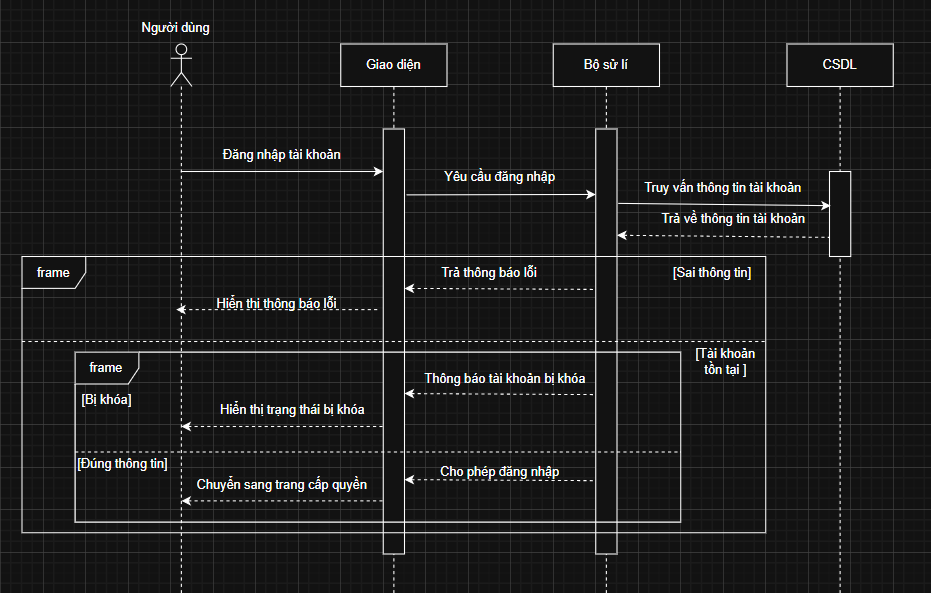 Người dùng
Giao diện
Bộ sử lí
CSDL
Đăng nhập tài khoản
Yêu cầu đăng nhập
Truy vấn thông tin tài khoản
Trả về thông tin tài khoản
frame
Trả thông báo lỗi
[Sai thông tin]
Hiển thị thông báo lỗi
[Tài khoản
tồn tại ]
frame
Thông báo tài khoản bị khóa
[Bị khóa]
Hiển thị trạng thái bị khóa
[Đúng thông tin]
Cho phép đăng nhập
Chuyển sang trang cấp quyền